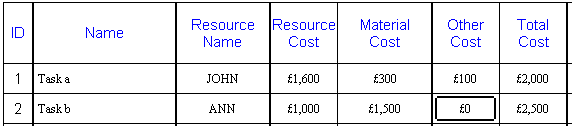 ID Name Resource Name Resource Cost Material Cost Other Cost Total Cost
1 Task a JOHN £1,600 £300 £100 £2,000
2 Task b ANN £1,000 £1,500 £0 £2,500